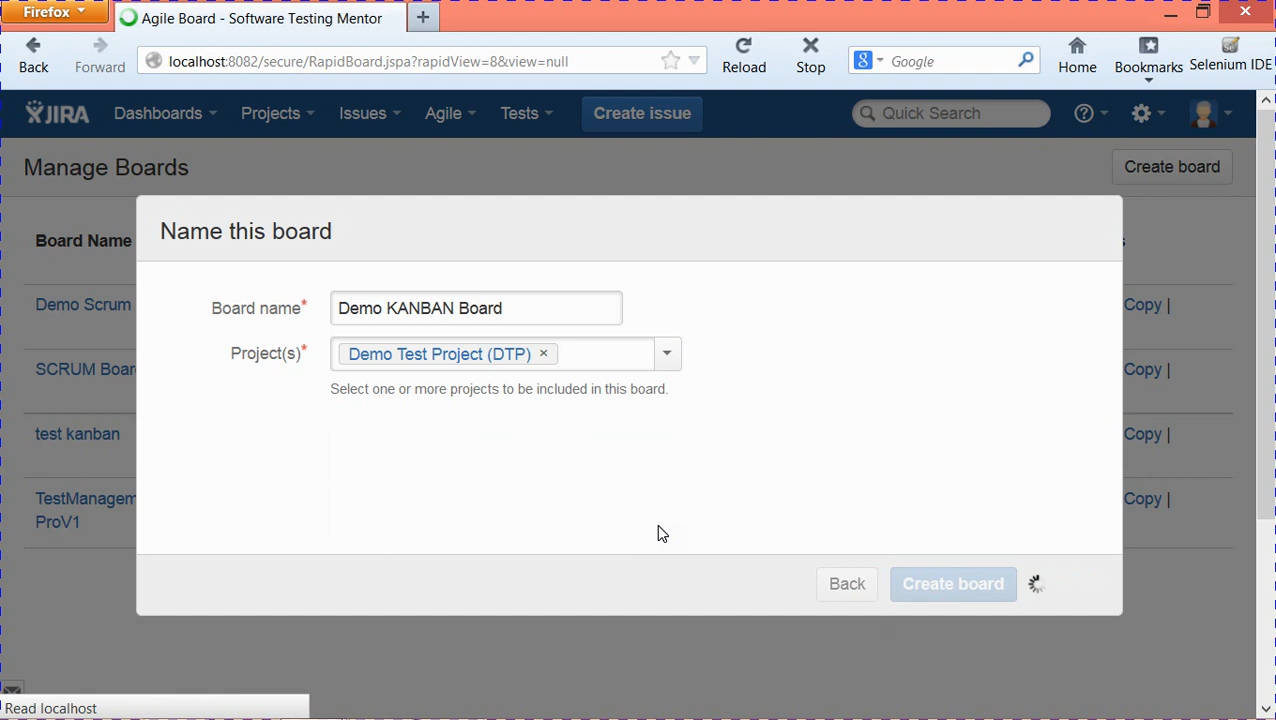 Firefox
Agile Board - Software Testing Mentor
+
Back
Forward
localhost:8082/secure/RapidBoard.jspa?rapidView=8&view=null
Reload
Stop
Google
Home
Bookmarks
Selenium IDE
JIRA
Dashboards
Projects
Issues
Agile
Tests
Create issue
Quick Search
Manage Boards
Create board
Board Name
Demo Scrum
Copy |
SCRUM Boar
Copy |
test kanban
Copy |
TestManagem
ProV1
Copy |
Name this board
Board name*
Demo KANBAN Board
Project(s)*
Demo Test Project (DTP) ×
Select one or more projects to be included in this board.
Back
Create board
Read localhost